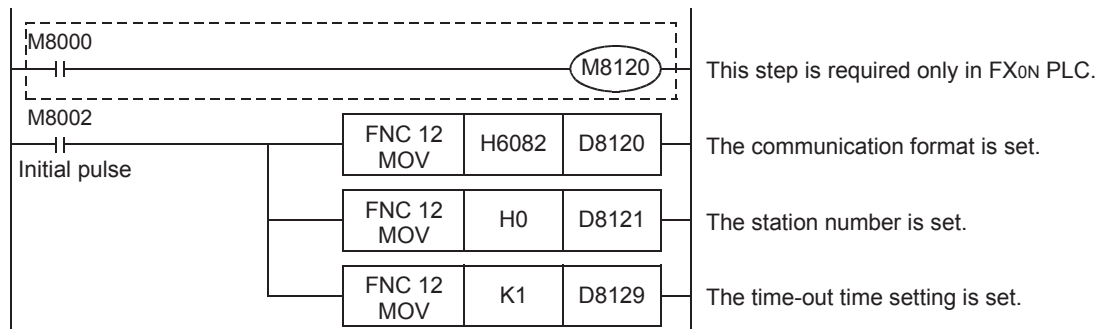 M8000
M8120
This step is required only in FX0N PLC.
M8002
Initial pulse
FNC 12
MOV
H6082
D8120
The communication format is set.
FNC 12
MOV
H0
D8121
The station number is set.
FNC 12
MOV
K1
D8129
The time-out time setting is set.